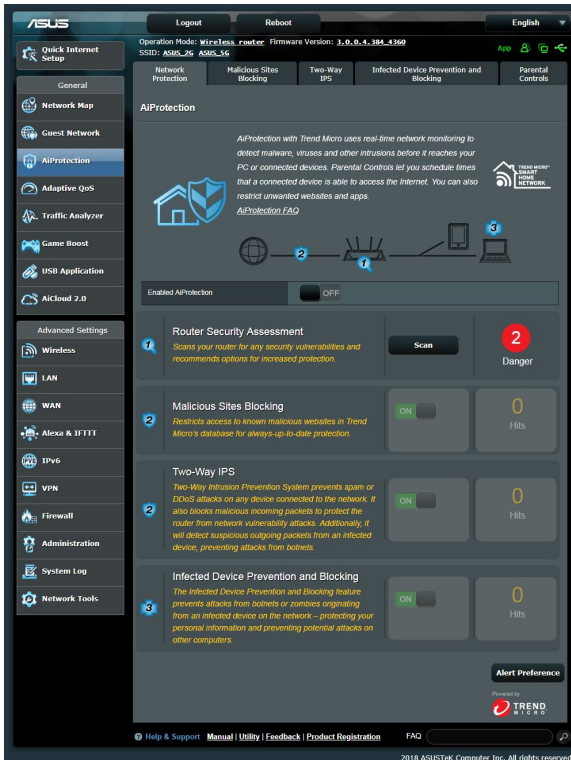 ASUS
Logout
Reboot
English
Quick Internet
Setup
Operation Mode: Wireless router Firmware Version: 3.0.0.4.384_4360
SSID: ASUS_2G ASUS_5G
App
General
Network Map
Guest Network
AiProtection
Adaptive QoS
Traffic Analyzer
Game Boost
USB Application
AiCloud 2.0
Advanced Settings
Wireless
LAN
WAN
Alexa & IFTTT
IPv6
VPN
Firewall
Administration
System Log
Network Tools
Network
Protection
Malicious Sites
Blocking
Two-Way
IPS
Infected Device Prevention and
Blocking
Parental
Controls
AiProtection
AiProtection with Trend Micro uses real-time network monitoring to
detect malware, viruses and other intrusions before it reaches your
PC or connected devices. Parental Controls let you schedule times
that a connected device is able to access the Internet. You can also
restrict unwanted websites and apps.
AiProtection FAQ
TREND MICRO™
SMART
HOME
NETWORK
2
1
3
Enabled AiProtection
OFF
1
Router Security Assessment
Scans your router for any security vulnerabilities and
recommends options for increased protection.
Scan
2
Danger
2
Malicious Sites Blocking
Restricts access to known malicious websites in Trend
Micro's database for always-up-to-date protection.
ON
0
Hits
2
Two-Way IPS
Two-Way Intrusion Prevention System prevents spam or
DDoS attacks on any device connected to the network. It
also blocks malicious incoming packets to protect the
router from network vulnerability attacks. Additionally, it
will detect suspicious outgoing packets from an infected
device, preventing attacks from botnets.
ON
0
Hits
3
Infected Device Prevention and Blocking
The Infected Device Prevention and Blocking feature
prevents attacks from botnets or zombies originating
from an infected device on the network – protecting your
personal information and preventing potential attacks on
other computers.
ON
0
Hits
Alert Preference
Powered by
TREND
MICRO
Help & Support Manual | Utility | Feedback | Product Registration FAQ
2018 ASUSTeK Computer Inc. All rights reserved